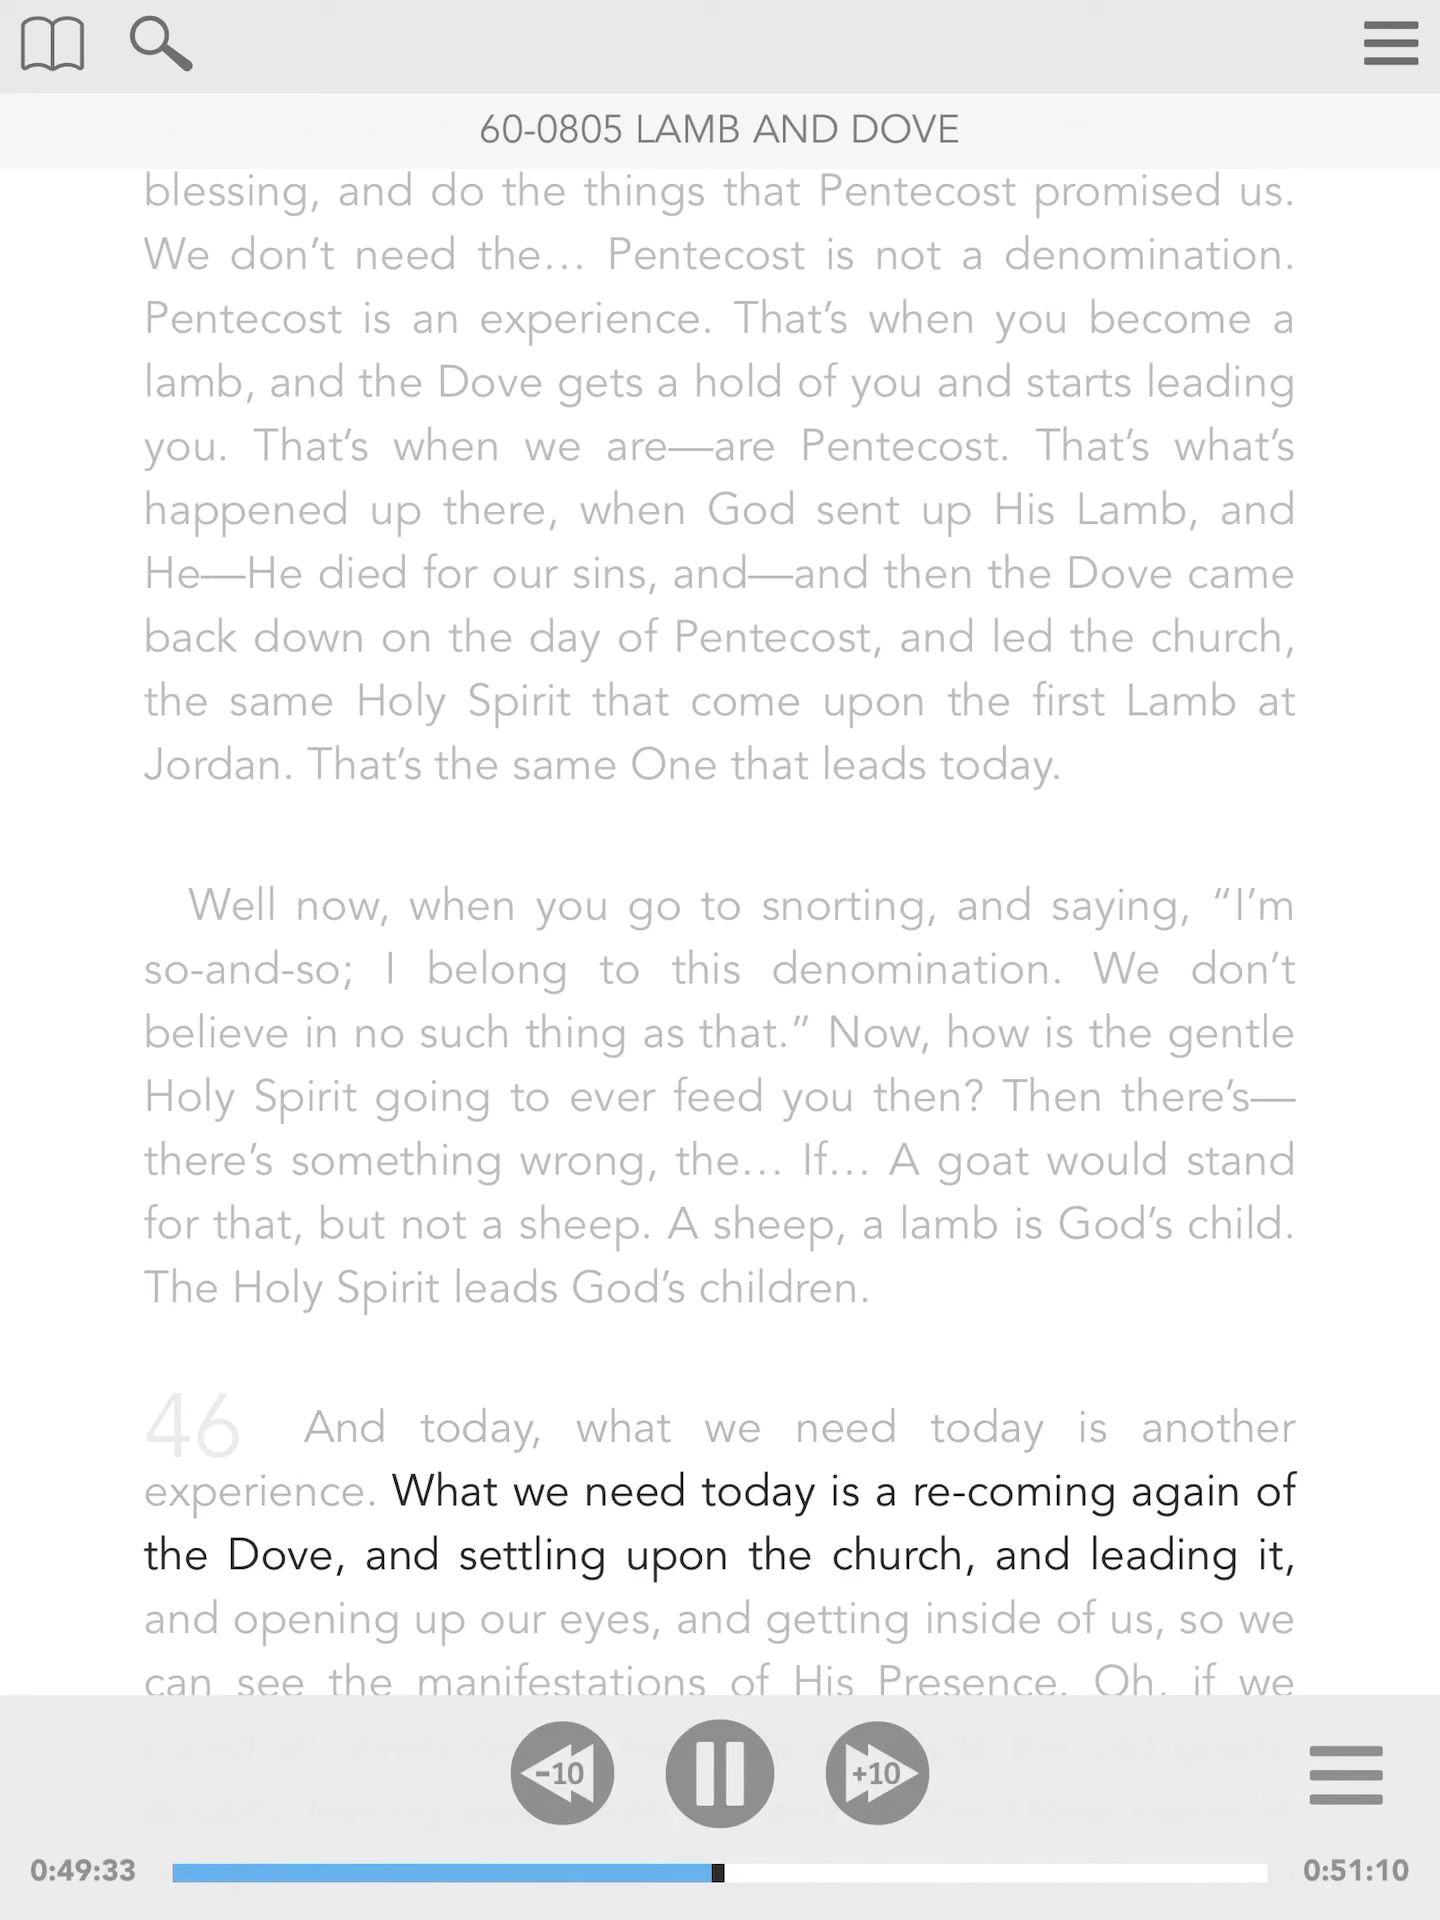 60-0805 LAMB AND DOVE
blessing, and do the things that Pentecost promised us.
We don’t need the… Pentecost is not a denomination.
Pentecost is an experience. That’s when you become a
lamb, and the Dove gets a hold of you and starts leading
you. That’s when we are—are Pentecost. That’s what’s
happened up there, when God sent up His Lamb, and
He—He died for our sins, and—and then the Dove came
back down on the day of Pentecost, and led the church,
the same Holy Spirit that come upon the first Lamb at
Jordan. That’s the same One that leads today.
Well now, when you go to snorting, and saying, “I’m
so-and-so; I belong to this denomination. We don’t
believe in no such thing as that.” Now, how is the gentle
Holy Spirit going to ever feed you then? Then there’s—
there’s something wrong, the… If… A goat would stand
for that, but not a sheep. A sheep, a lamb is God’s child.
The Holy Spirit leads God’s children.
46 And today, what we need today is another
experience. What we need today is a re-coming again of
the Dove, and settling upon the church, and leading it,
and opening up our eyes, and getting inside of us, so we
can see the manifestations of His Presence. Oh, if we
-10 +10
0:49:33 0:51:10